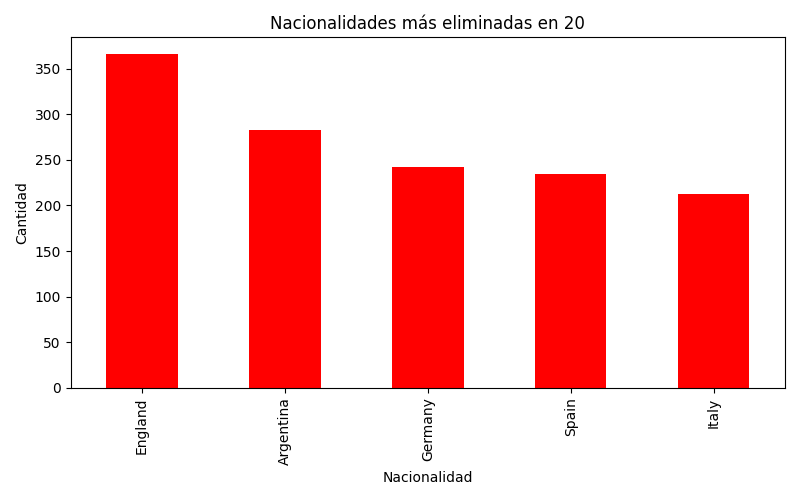 Nacionalidades más eliminadas en 20
Cantidad
350
300
250
200
150
100
50
0
England
Argentina
Germany
Spain
Italy
Nacionalidad